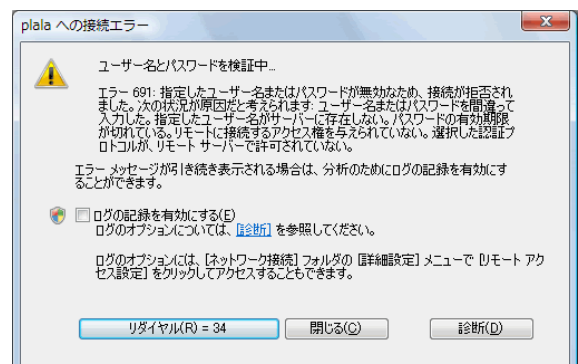 plala への接続エラー
ユーザー名とパスワードを検証中...
エラー 691: 指定したユーザー名またはパスワードが無効なため、接続が拒否され
ました。次の状況が原因だと考えられます: ユーザー名またはパスワードを間違って
入力した。指定したユーザー名がサーバーに存在しない。パスワードの有効期限
が切れている。リモートに接続するアクセス権を与えられていない。選択した認証プ
ロトコルが、リモート サーバーで許可されていない。
エラー メッセージが引き続き表示される場合は、分析のためにログの記録を有効にす
ることができます。
ログの記録を有効にする(E)
ログのオプションについては、[診断] を参照してください。
ログのオプションには、[ネットワーク接続] フォルダの [詳細設定] メニューで [リモート アク
セス設定] をクリックしてアクセスすることもできます。
リダイヤル(R) = 34 閉じる(C) 診断(D)